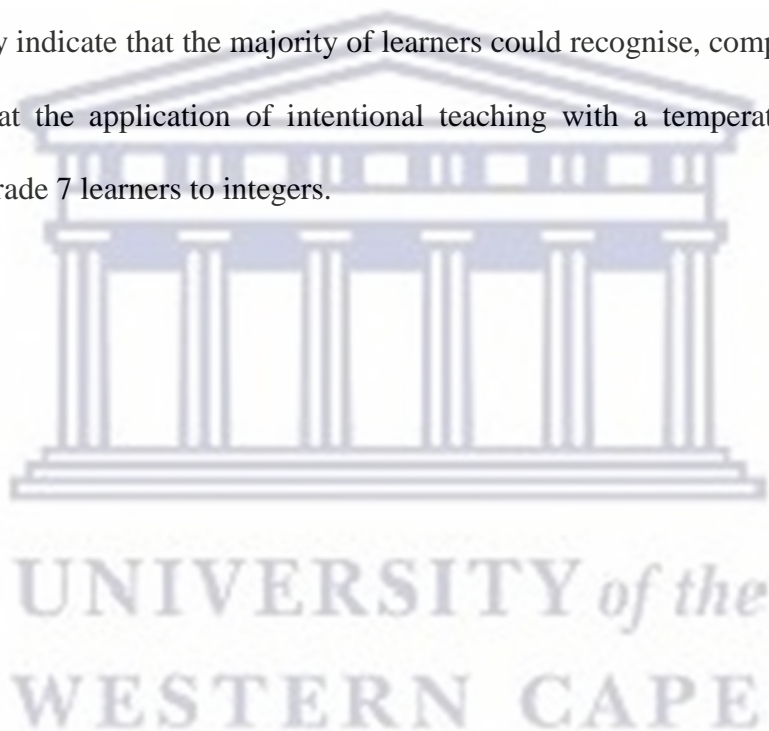 y indicate that the majority of learners could recognise, comp
at the application of intentional teaching with a temperat
rade 7 learners to integers.
UNIVERSITY of the
WESTERN CAPE